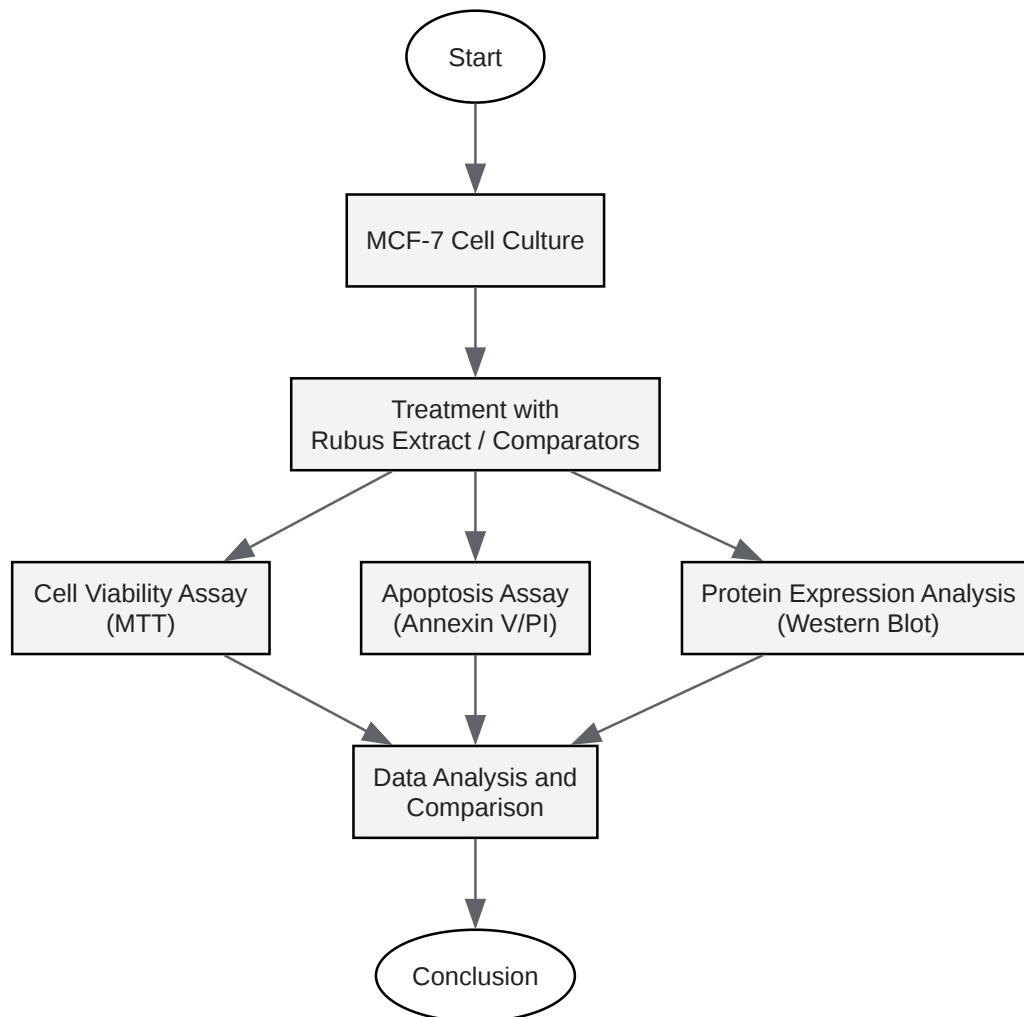 Start
MCF-7 Cell Culture
Treatment with
Rubus Extract / Comparators
Cell Viability Assay
(MTT)
Apoptosis Assay
(Annexin V/PI)
Protein Expression Analysis
(Western Blot)
Data Analysis and
Comparison
Conclusion